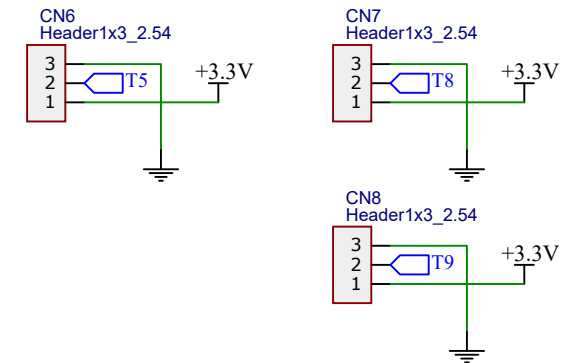 CN6
Header1x3_2.54
3
2
1
T5
+3.3V
CN7
Header1x3_2.54
3
2
1
T8
+3.3V
CN8
Header1x3_2.54
3
2
1
T9
+3.3V